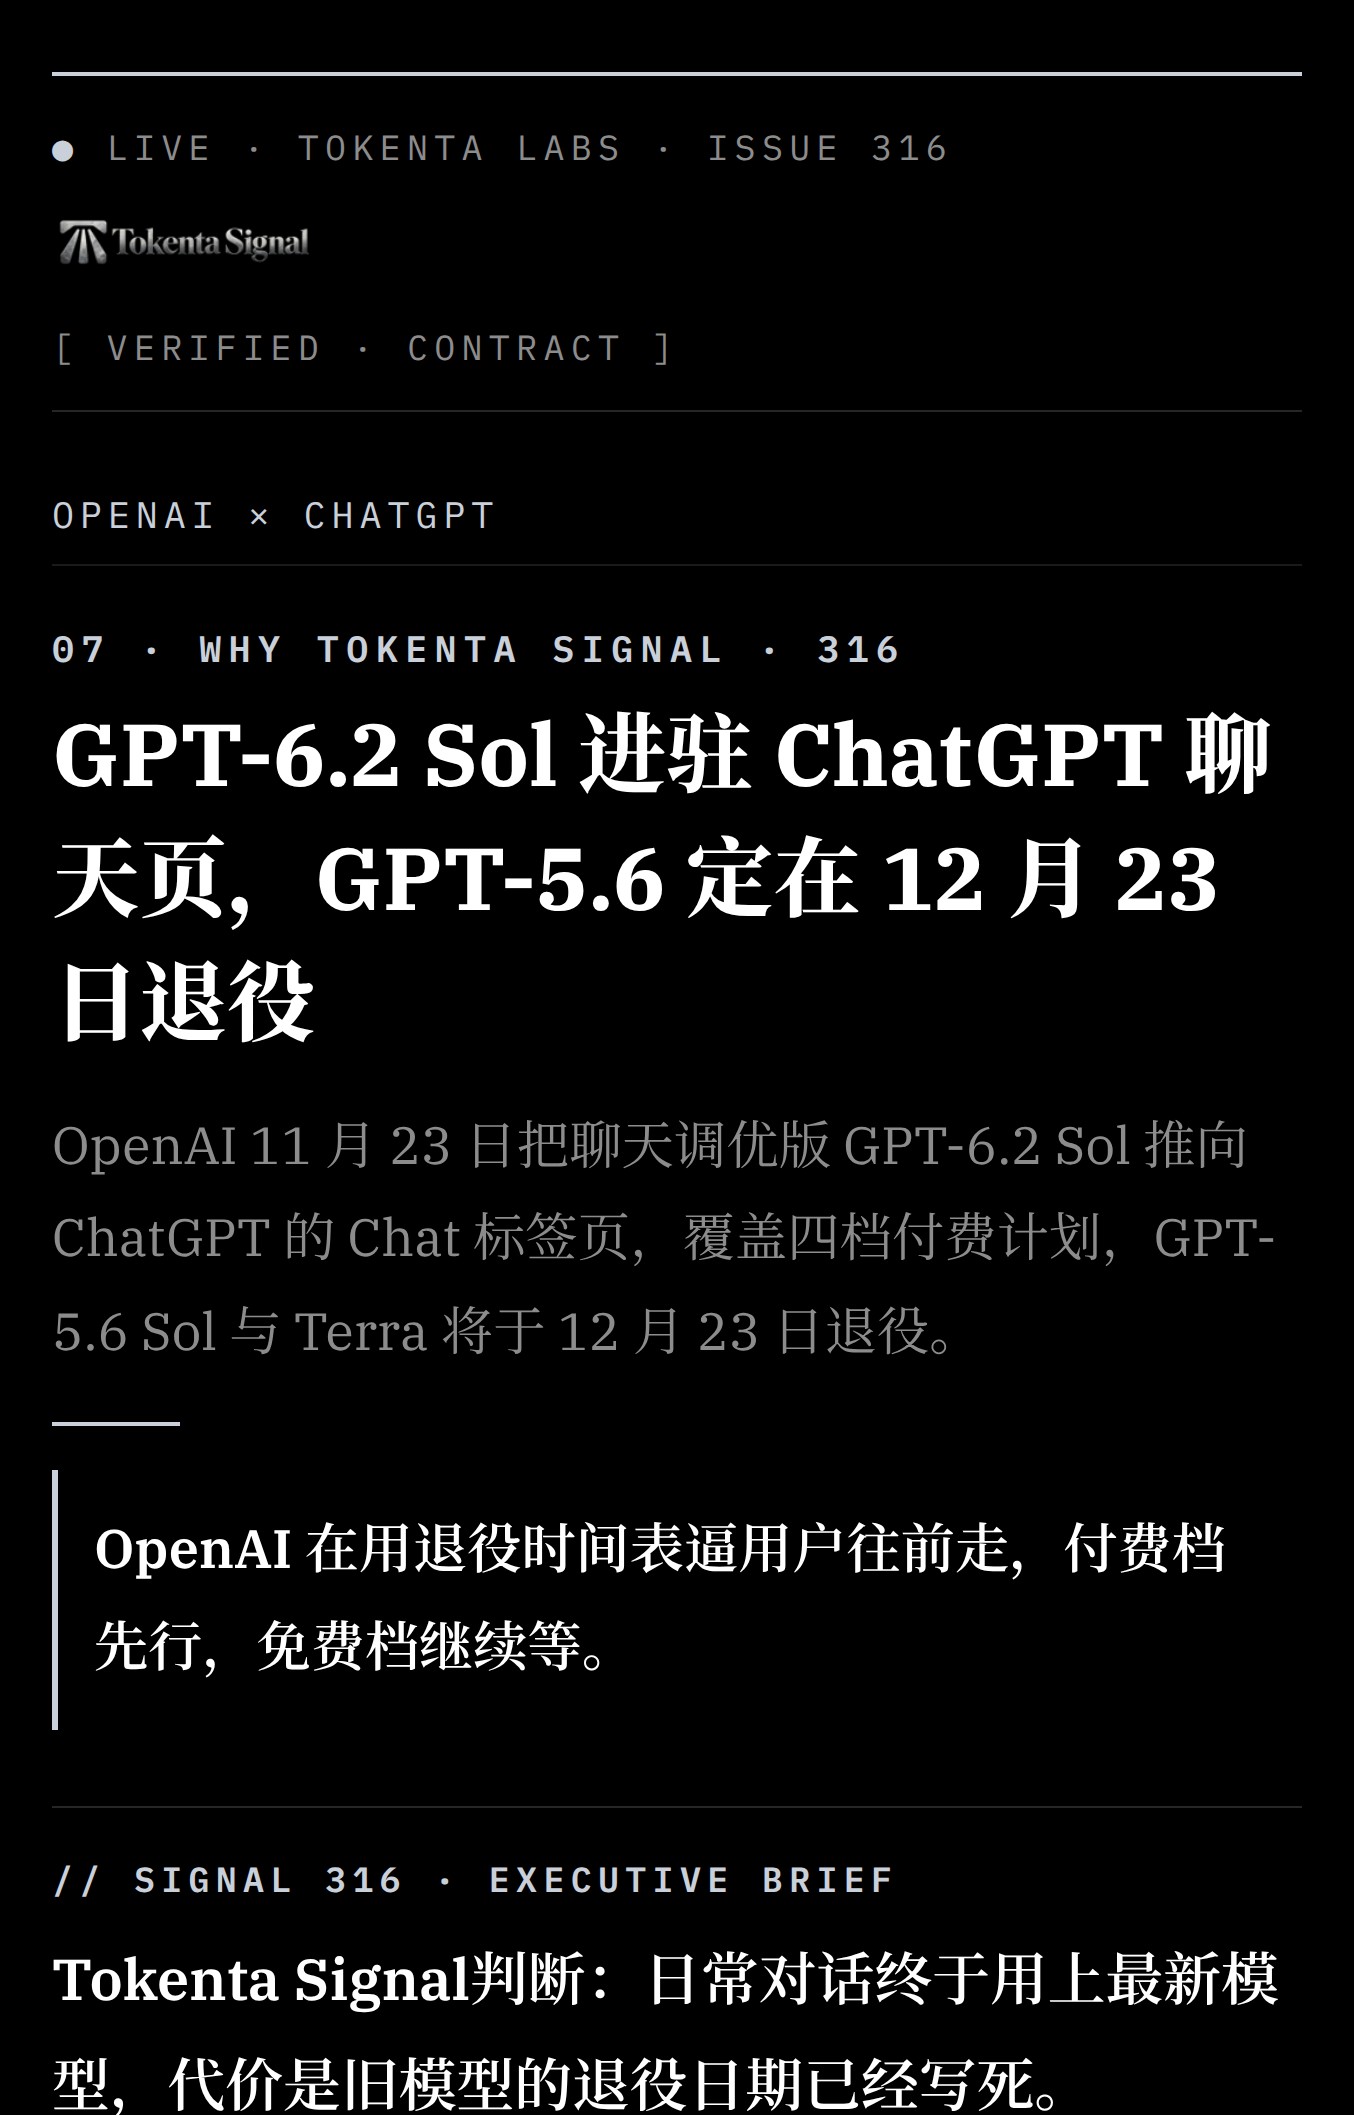 ● LIVE · TOKENTA LABS · ISSUE 316
Tokenta Signal
[ VERIFIED · CONTRACT ]
OPENAI × CHATGPT
07 · WHY TOKENTA SIGNAL · 316
GPT-6.2 Sol 进驻 ChatGPT 聊
天页，GPT-5.6 定在 12 月 23
日退役
OpenAI 11 月 23 日把聊天调优版 GPT-6.2 Sol 推向
ChatGPT 的 Chat 标签页，覆盖四档付费计划，GPT-
5.6 Sol 与 Terra 将于 12 月 23 日退役。
OpenAI 在用退役时间表逼用户往前走，付费档
先行，免费档继续等。
// SIGNAL 316 · EXECUTIVE BRIEF
Tokenta Signal判断：日常对话终于用上最新模
型，代价是旧模型的退役日期已经写死。